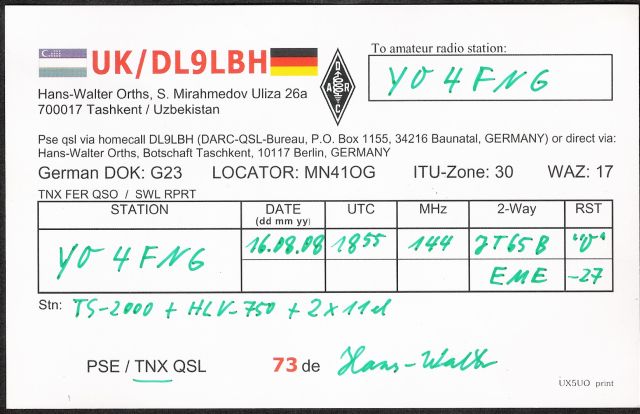 UK/DL9LBH
To amateur radio station:
YO4FNG
DARC
Hans-Walter Orths, S. Mirahmedov Uliza 26a
700017 Tashkent / Uzbekistan
Pse qsl via homecall DL9LBH (DARC-QSL-Bureau, P.O. Box 1155, 34216 Baunatal, GERMANY) or direct via:
Hans-Walter Orths, Botschaft Taschkent, 10117 Berlin, GERMANY
German DOK: G23 LOCATOR: MN41OG ITU-Zone: 30 WAZ: 17
TNX FER QSO / SWL RPRT
STATION DATE (dd mm yy) UTC MHz 2-Way RST
YO4FNG 16.08.08 1855 144 JT65B "O"
EME -27
Stn: TS-2000 + HLV-750 + 2x11el
PSE / TNX QSL 73 de Hans-Walter
UX5UO print